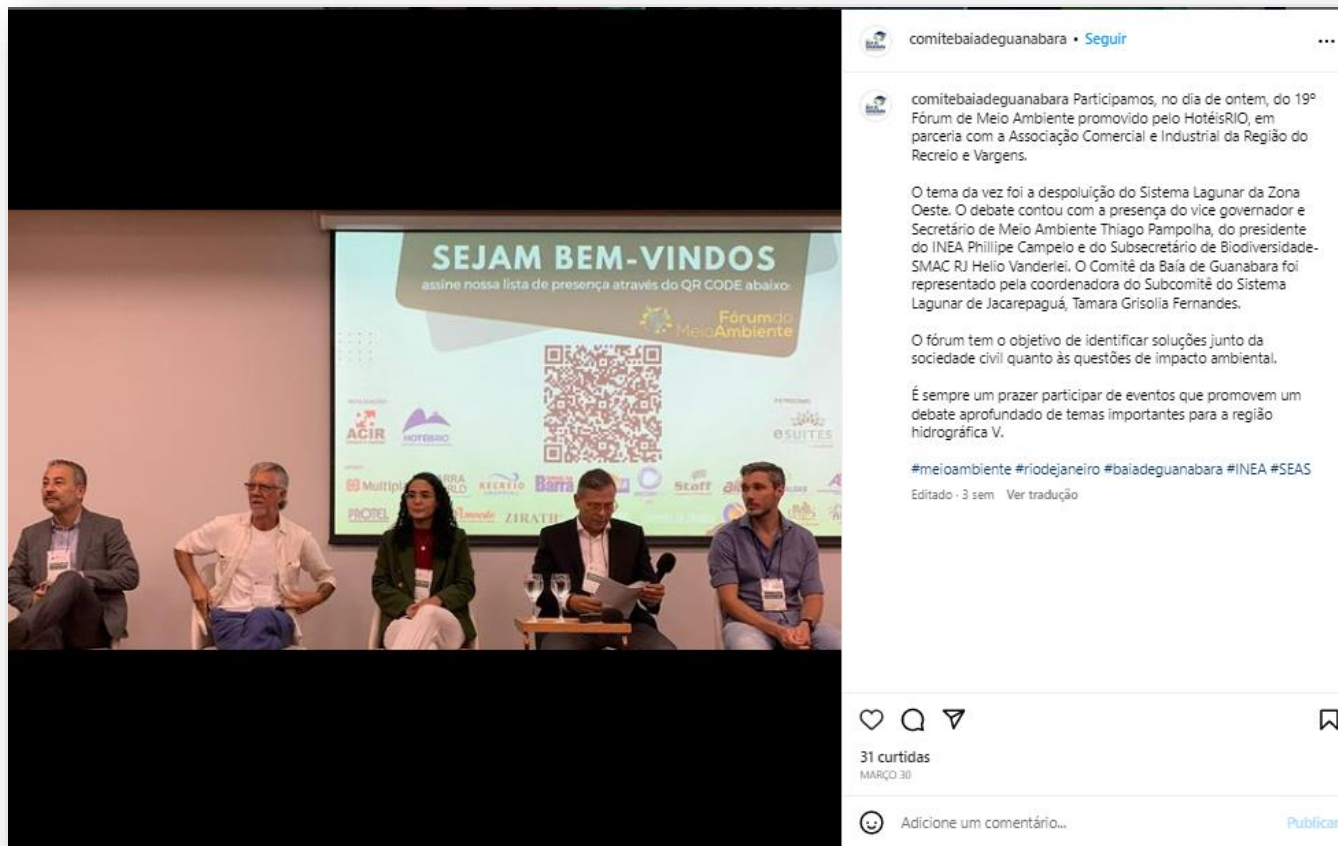 SEJAM BEM-VINDOS
assine nossa lista de presença através do QR CODE abaixo:
Fórumdo
MeioAmbiente
REALIZAÇÃO
ACIR
HOTÉISRIO
PATROCINIO
esuites
Multiplan
RECREIO
SHOPPING
Barra
Staff
PROTEL
ZIRATH
comitebaiadeguanabara • Seguir
comitebaiadeguanabara Participamos, no dia de ontem, do 19º
Fórum de Meio Ambiente promovido pelo HotéisRIO, em
parceria com a Associação Comercial e Industrial da Região do
Recreio e Vargens.
O tema da vez foi a despoluição do Sistema Lagunar da Zona
Oeste. O debate contou com a presença do vice governador e
Secretário de Meio Ambiente Thiago Pampolha, do presidente
do INEA Phillipe Campelo e do Subsecretário de Biodiversidade-
SMAC RJ Helio Vanderlei. O Comitê da Baía de Guanabara foi
representado pela coordenadora do Subcomitê do Sistema
Lagunar de Jacarepaguá, Tamara Grisolia Fernandes.
O fórum tem o objetivo de identificar soluções junto da
sociedade civil quanto às questões de impacto ambiental.
É sempre um prazer participar de eventos que promovem um
debate aprofundado de temas importantes para a região
hidrográfica V.
#meioambiente #riodejaneiro #baiadeguanabara #INEA #SEAS
Editado · 3 sem Ver tradução
31 curtidas
MARÇO 30
Adicione um comentário... Publicar